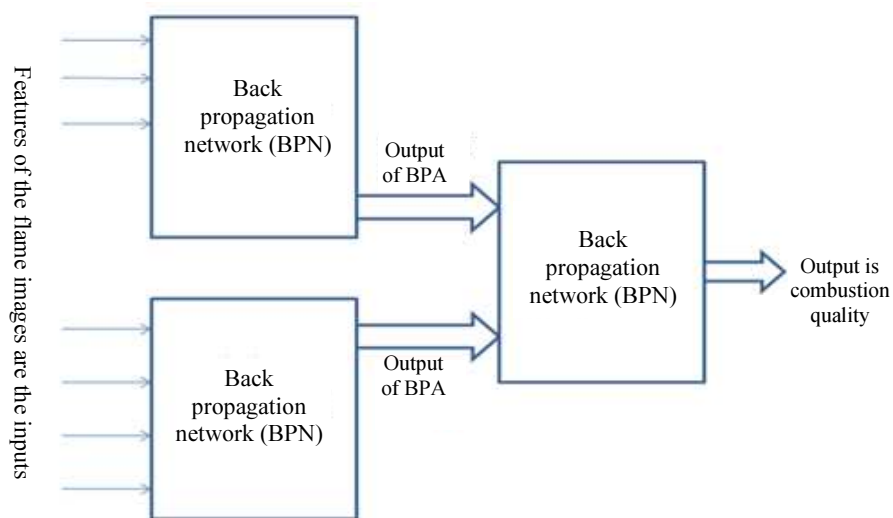 Features of the flame images are the inputs
Back
propagation
network (BPN)
Output
of BPA
Back
propagation
network (BPN)
Output
of BPA
Back
propagation
network (BPN)
Output is
combustion
quality